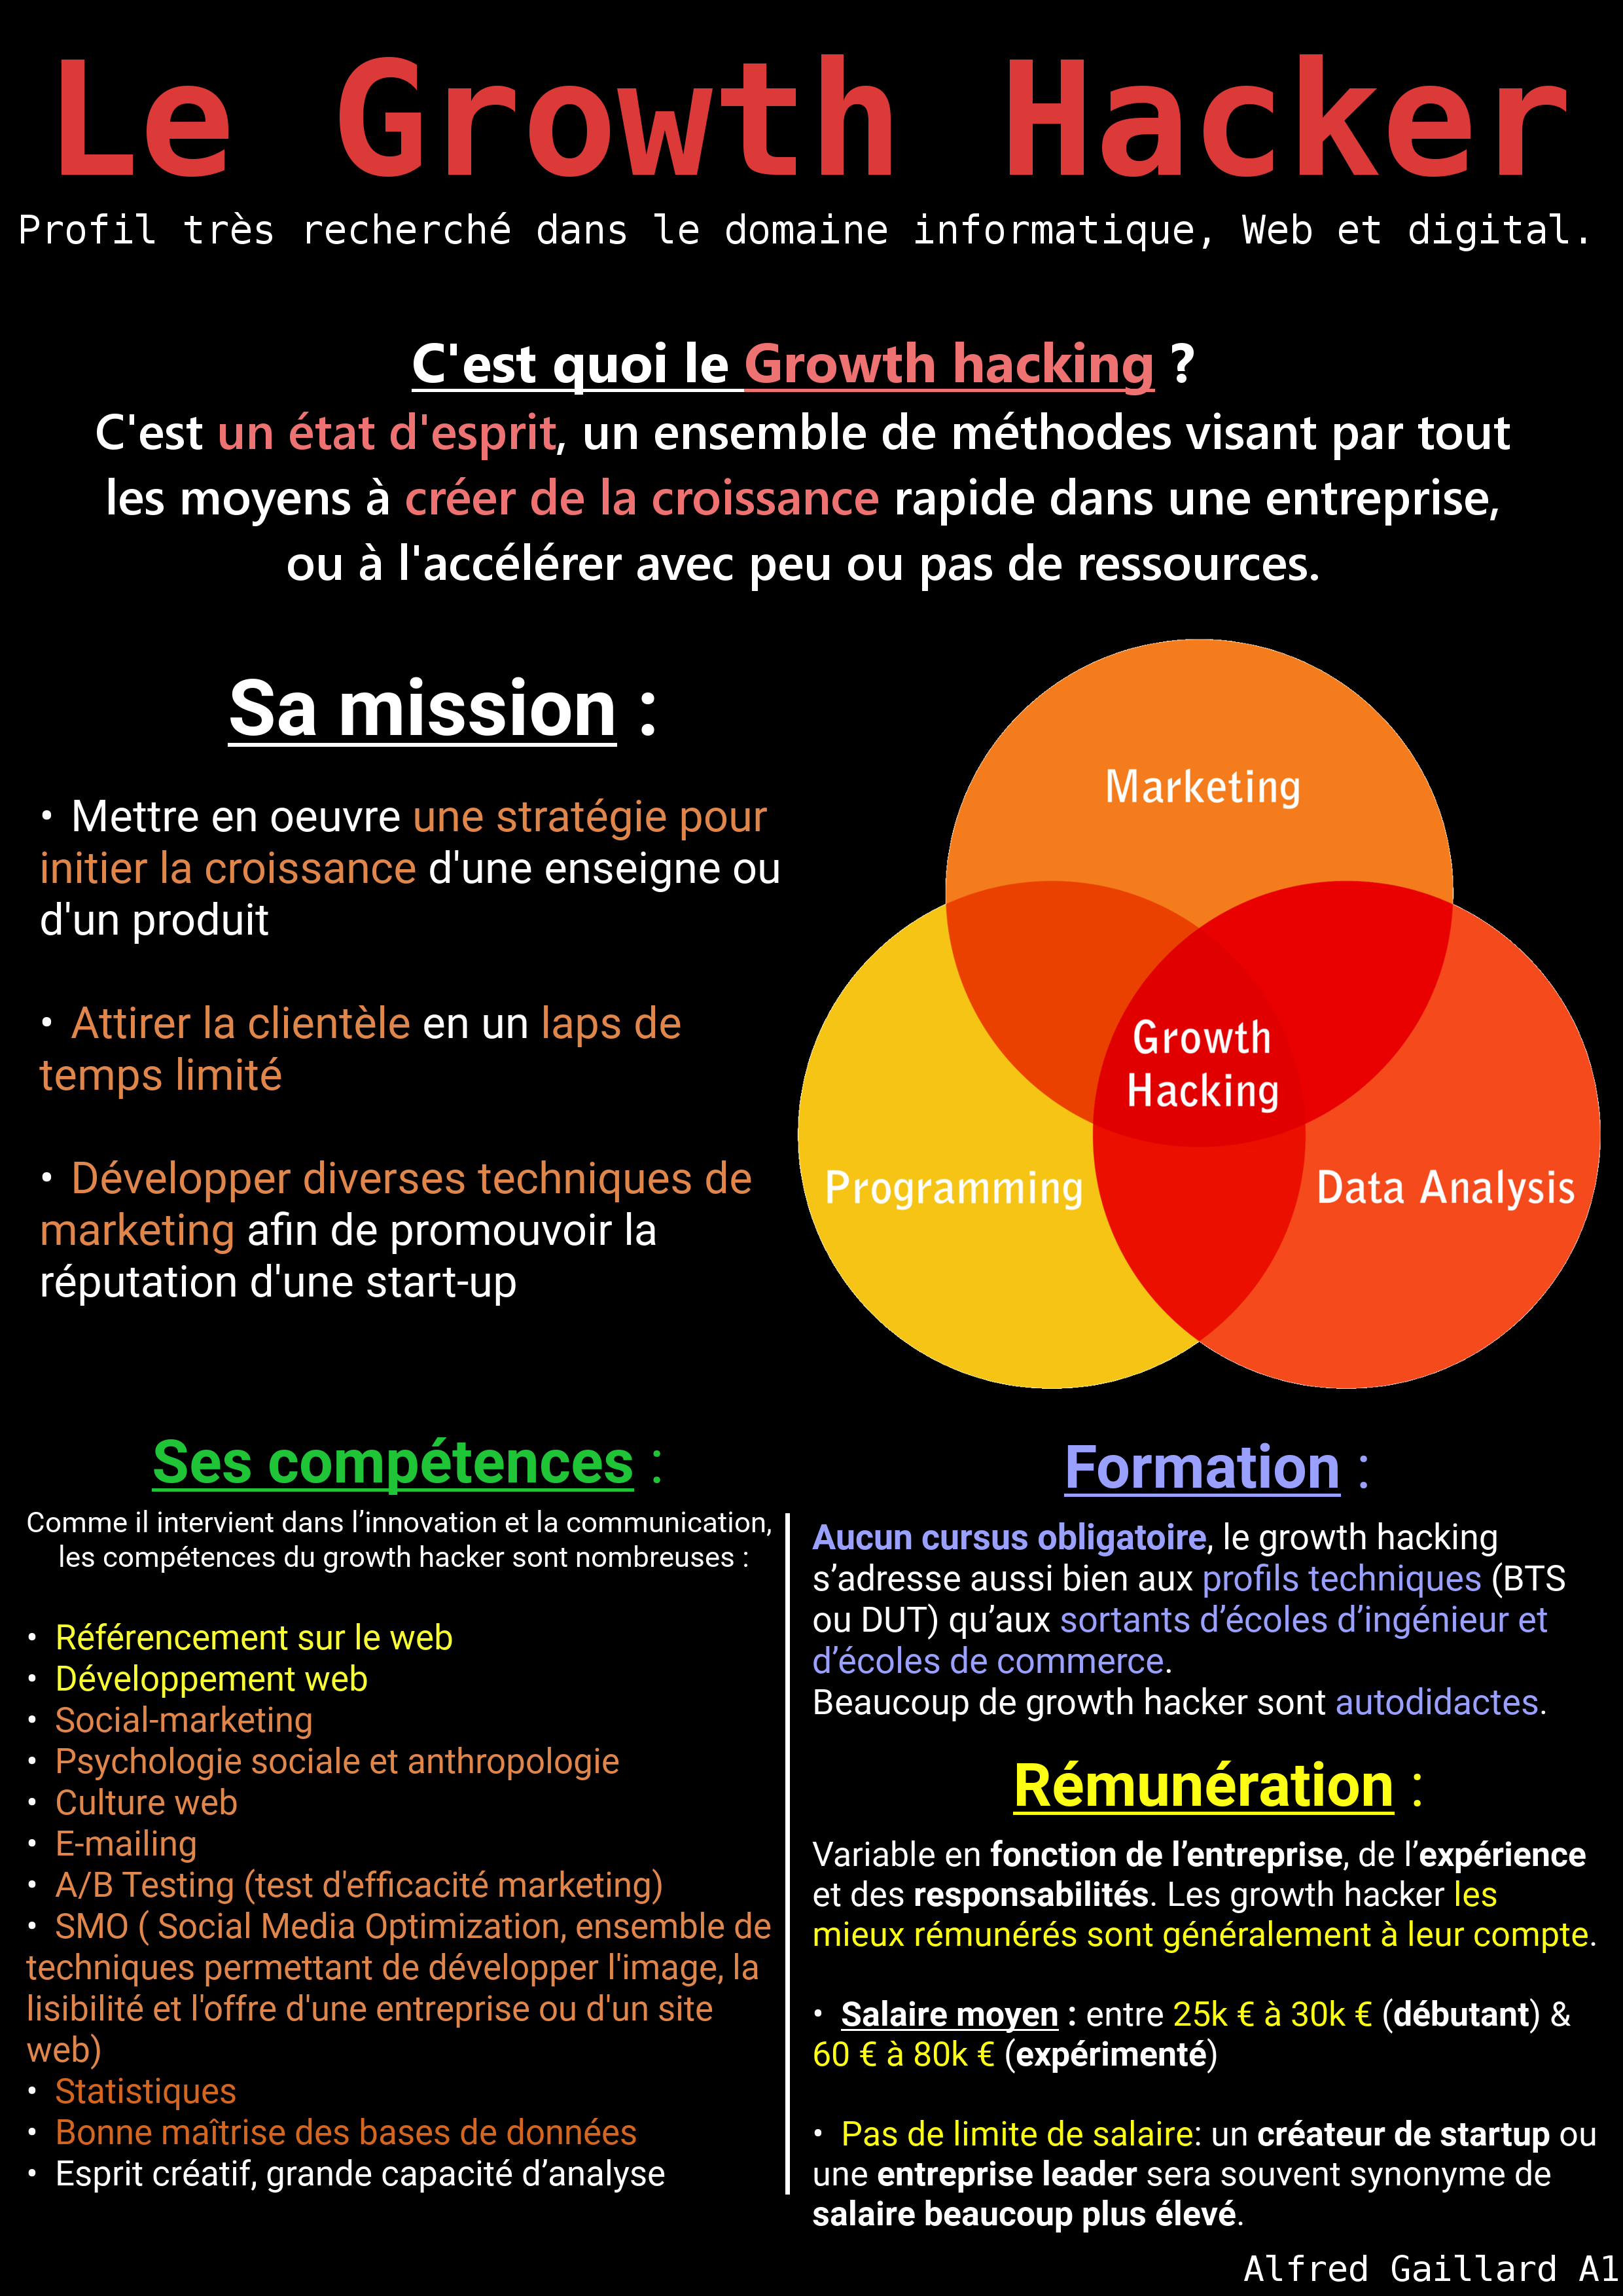 Le Growth Hacker
Profil très recherché dans le domaine informatique, Web et digital.
C'est quoi le Growth hacking ?
C'est un état d'esprit, un ensemble de méthodes visant par tout
les moyens à créer de la croissance rapide dans une entreprise,
ou à l'accélérer avec peu ou pas de ressources.
Sa mission :
• Mettre en oeuvre une stratégie pour
initier la croissance d'une enseigne ou
d'un produit
• Attirer la clientèle en un laps de
temps limité
• Développer diverses techniques de
marketing afin de promouvoir la
réputation d'une start-up
Marketing
Growth
Hacking
Programming
Data Analysis
Ses compétences :
Comme il intervient dans l’innovation et la communication,
les compétences du growth hacker sont nombreuses :
• Référencement sur le web
• Développement web
• Social-marketing
• Psychologie sociale et anthropologie
• Culture web
• E-mailing
• A/B Testing (test d'efficacité marketing)
• SMO ( Social Media Optimization, ensemble de
techniques permettant de développer l'image, la
lisibilité et l'offre d'une entreprise ou d'un site
web)
• Statistiques
• Bonne maîtrise des bases de données
• Esprit créatif, grande capacité d’analyse
Formation :
Aucun cursus obligatoire, le growth hacking
s’adresse aussi bien aux profils techniques (BTS
ou DUT) qu’aux sortants d’écoles d’ingénieur et
d’écoles de commerce.
Beaucoup de growth hacker sont autodidactes.
Rémunération :
Variable en fonction de l’entreprise, de l’expérience
et des responsabilités. Les growth hacker les
mieux rémunérés sont généralement à leur compte.
• Salaire moyen : entre 25k € à 30k € (débutant) &
60 € à 80k € (expérimenté)
• Pas de limite de salaire: un créateur de startup ou
une entreprise leader sera souvent synonyme de
salaire beaucoup plus élevé.
Alfred Gaillard A1